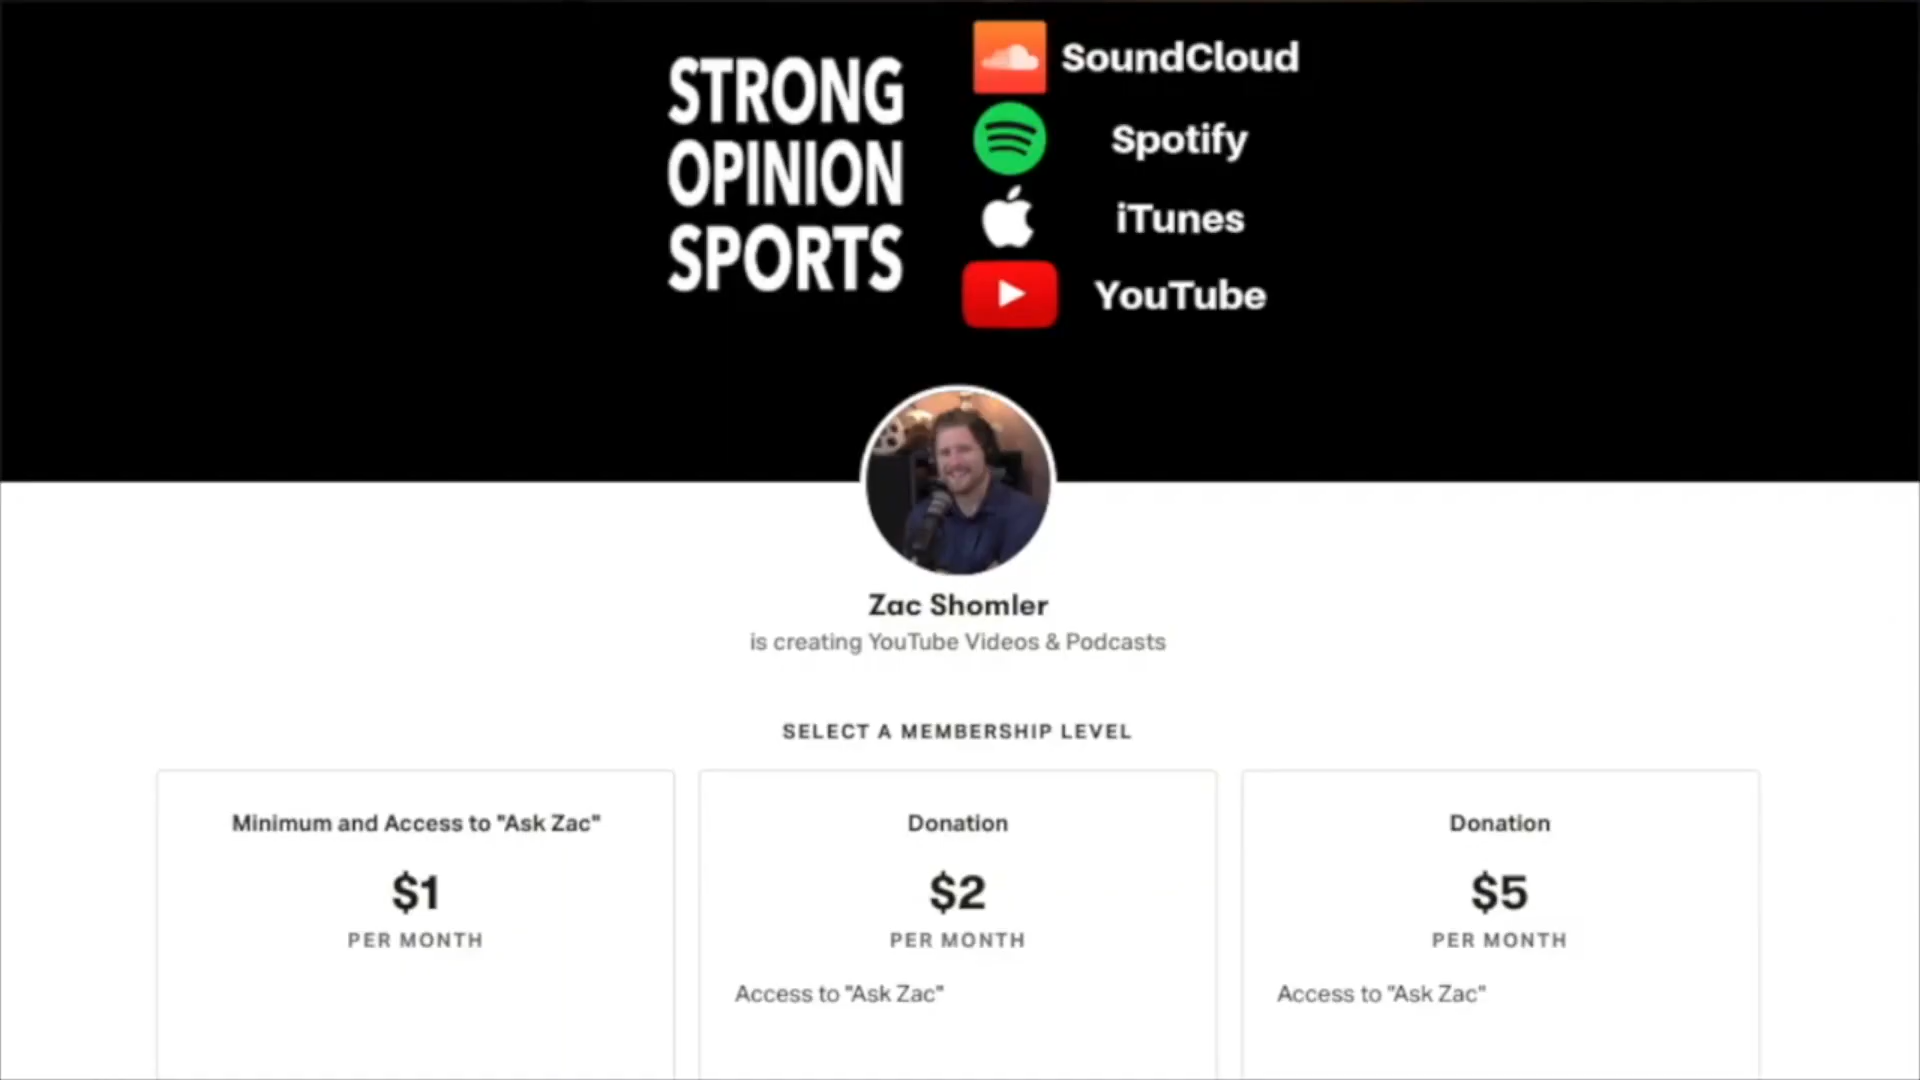 STRONG
OPINION
SPORTS
SoundCloud
Spotify
iTunes
YouTube
Zac Shomler
is creating YouTube Videos & Podcasts
SELECT A MEMBERSHIP LEVEL
Minimum and Access to "Ask Zac"
$1
PER MONTH
Donation
$2
PER MONTH
Access to "Ask Zac"
Donation
$5
PER MONTH
Access to "Ask Zac"